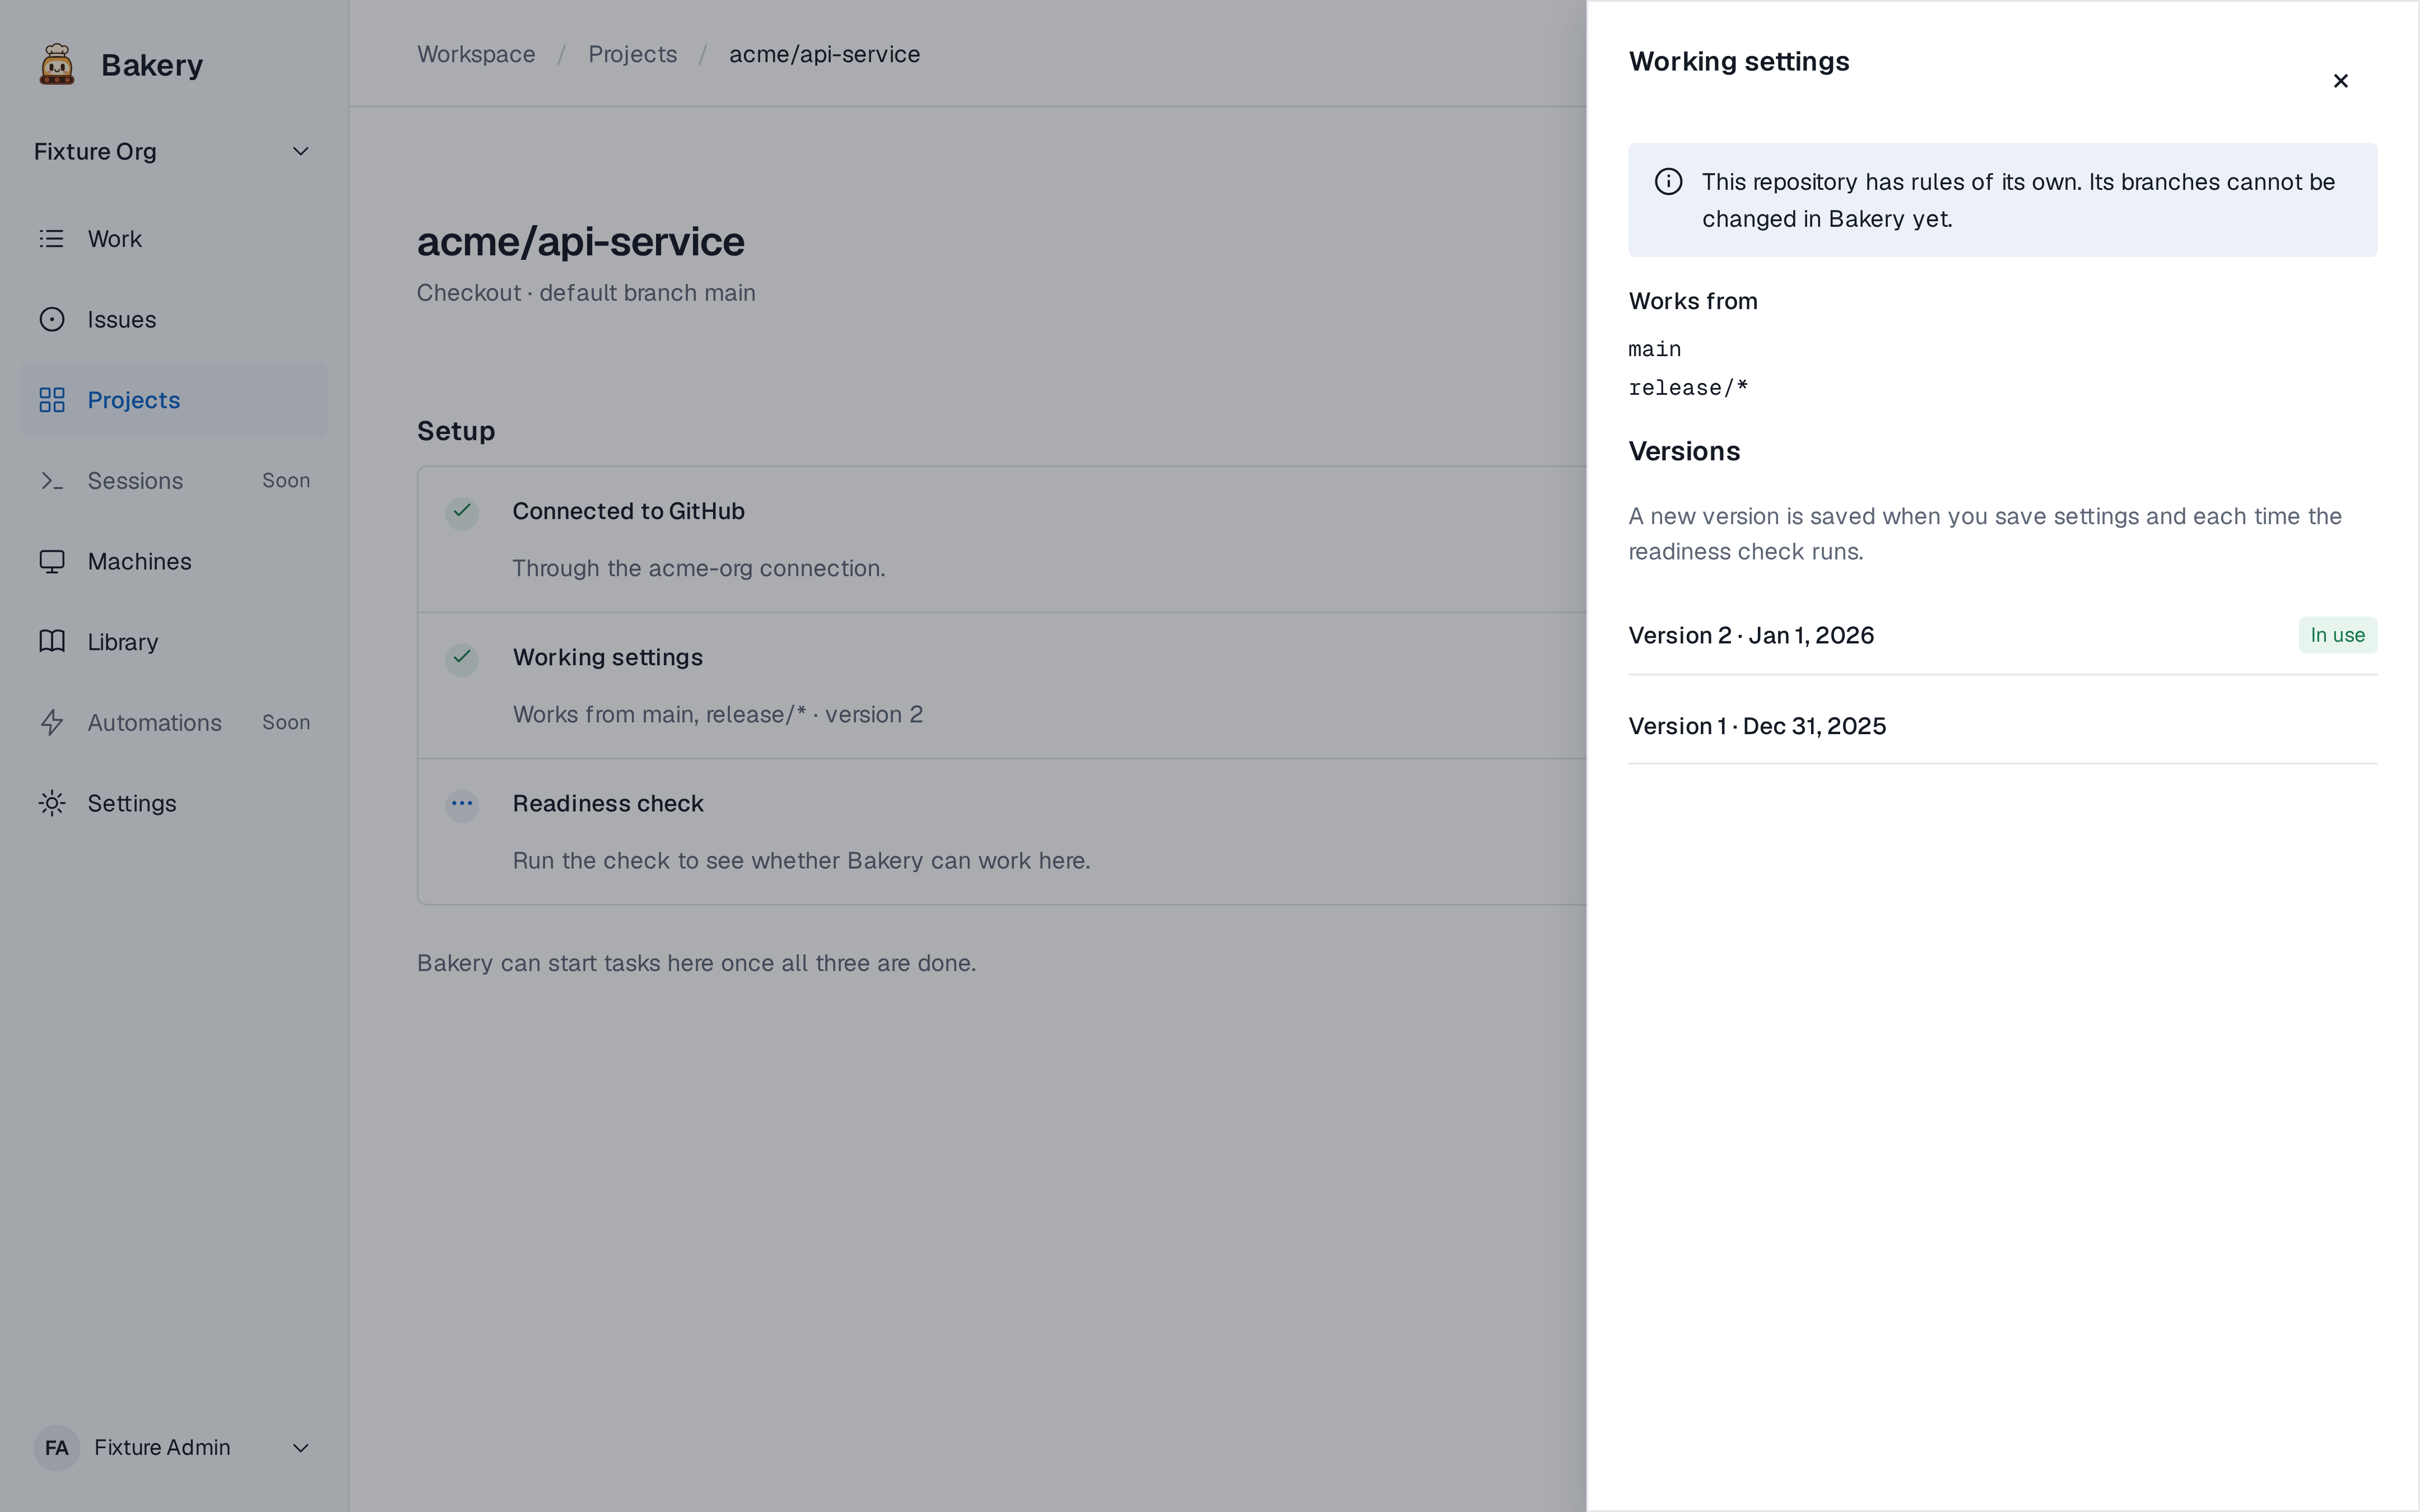 Bakery
Fixture Org
Work
Issues
Projects
Sessions Soon
Machines
Library
Automations Soon
Settings
FA Fixture Admin
Workspace / Projects / acme/api-service
acme/api-service
Checkout · default branch main
Setup
Connected to GitHub
Through the acme-org connection.
Working settings
Works from main, release/* · version 2
Readiness check
Run the check to see whether Bakery can work here.
Bakery can start tasks here once all three are done.
Working settings
This repository has rules of its own. Its branches cannot be
changed in Bakery yet.
Works from
main
release/*
Versions
A new version is saved when you save settings and each time the
readiness check runs.
Version 2 · Jan 1, 2026 In use
Version 1 · Dec 31, 2025